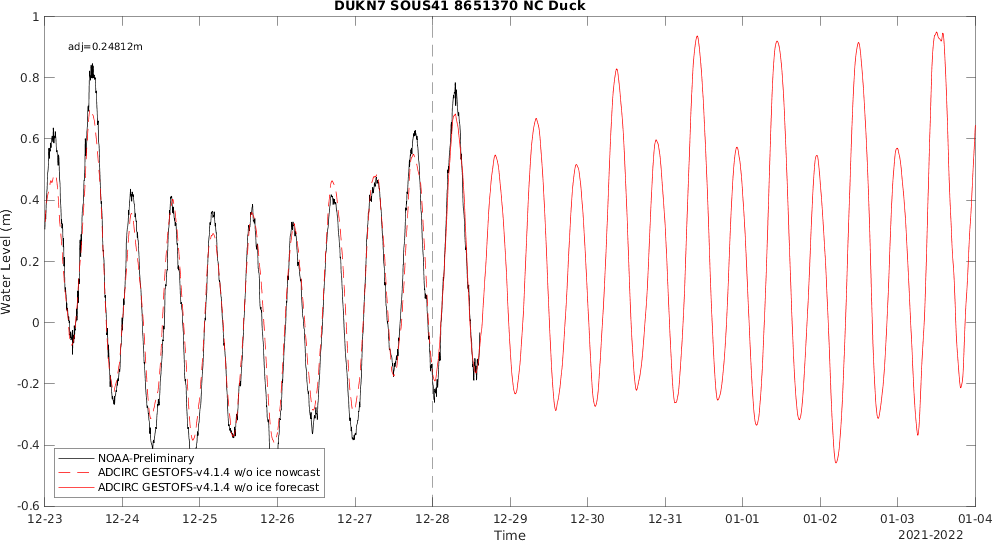 DUKN7 SOUS41 8651370 NC Duck
adj=0.24812m
1
0.8
0.6
0.4
0.2
0
-0.2
-0.4
-0.6
Water Level (m)
NOAA-Preliminary
ADCIRC GESTOFS-v4.1.4 w/o ice nowcast
ADCIRC GESTOFS-v4.1.4 w/o ice forecast
12-23 12-24 12-25 12-26 12-27 12-28 12-29 12-30 12-31 01-01 01-02 01-03 01-04
Time
2021-2022